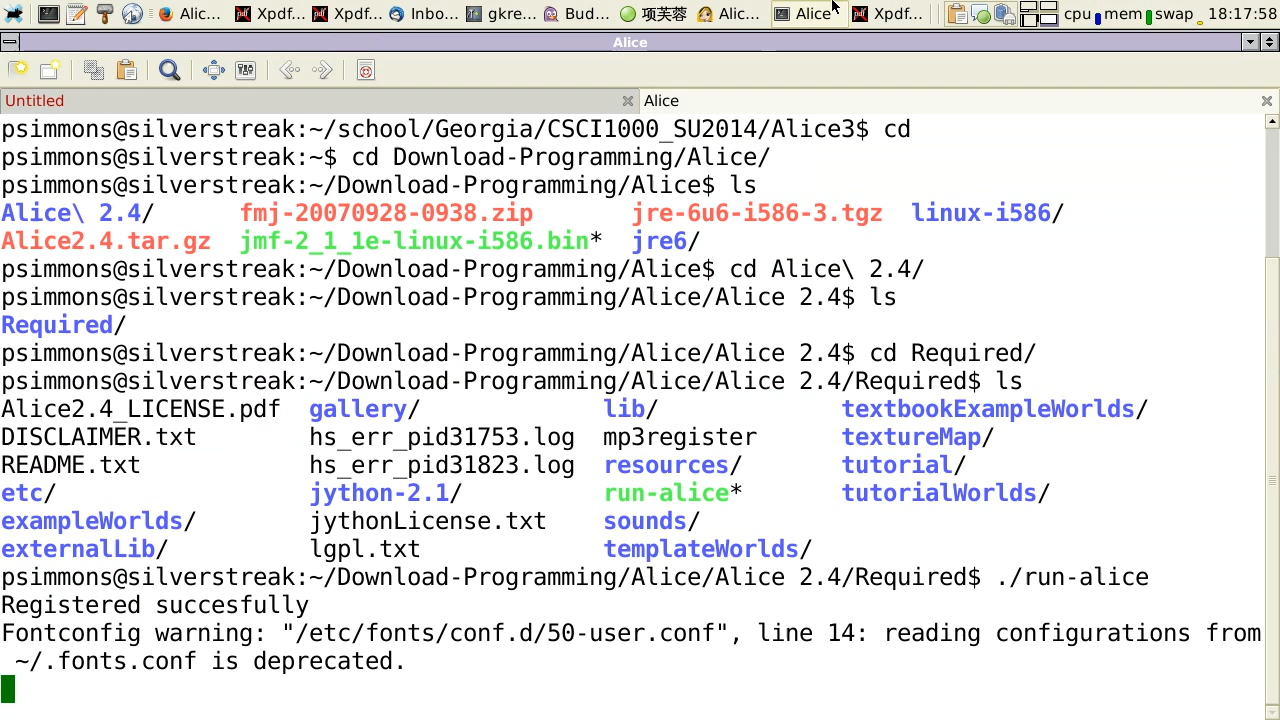 Alic... Xpdf... Xpdf... Inbo... gkre... Bud... 项芙蓉 Alic... Alice Xpdf... cpu mem swap 18:17:58
Alice
Untitled Alice
psimmons@silverstreak:~/school/Georgia/CSCI1000_SU2014/Alice3$ cd
psimmons@silverstreak:~$ cd Download-Programming/Alice/
psimmons@silverstreak:~/Download-Programming/Alice$ ls
Alice\ 2.4/ fmj-20070928-0938.zip jre-6u6-i586-3.tgz linux-i586/
Alice2.4.tar.gz jmf-2_1_1e-linux-i586.bin* jre6/
psimmons@silverstreak:~/Download-Programming/Alice$ cd Alice\ 2.4/
psimmons@silverstreak:~/Download-Programming/Alice/Alice 2.4$ ls
Required/
psimmons@silverstreak:~/Download-Programming/Alice/Alice 2.4$ cd Required/
psimmons@silverstreak:~/Download-Programming/Alice/Alice 2.4/Required$ ls
Alice2.4_LICENSE.pdf gallery/ lib/ textbookExampleWorlds/
DISCLAIMER.txt hs_err_pid31753.log mp3register textureMap/
README.txt hs_err_pid31823.log resources/ tutorial/
etc/ jython-2.1/ run-alice* tutorialWorlds/
exampleWorlds/ jythonLicense.txt sounds/
externalLib/ lgpl.txt templateWorlds/
psimmons@silverstreak:~/Download-Programming/Alice/Alice 2.4/Required$ ./run-alice
Registered succesfully
Fontconfig warning: "/etc/fonts/conf.d/50-user.conf", line 14: reading configurations from
~/.fonts.conf is deprecated.